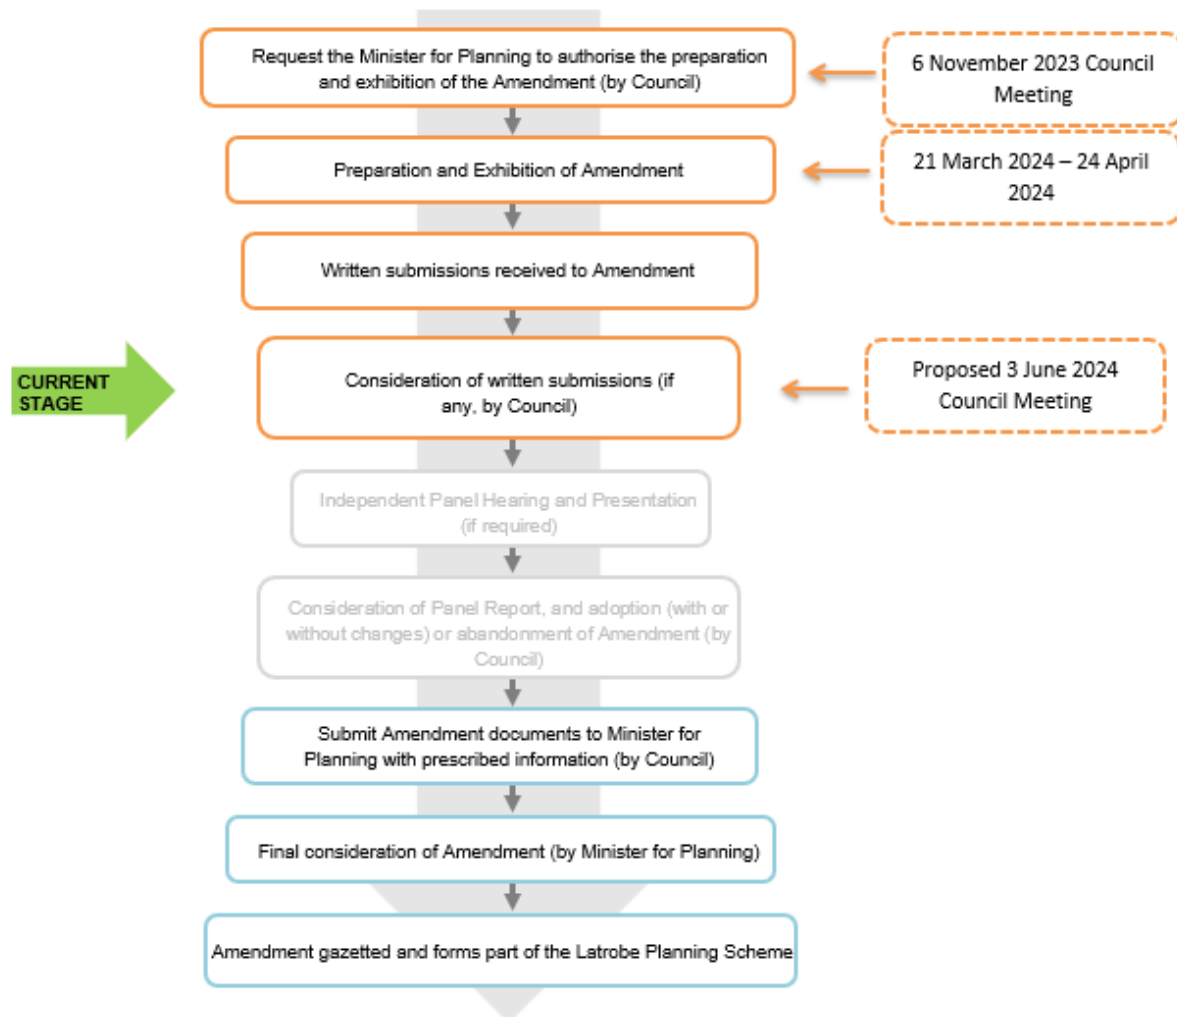 Request the Minister for Planning to authorise the preparation
and exhibition of the Amendment (by Council)
6 November 2023 Council
Meeting
Preparation and Exhibition of Amendment
21 March 2024 – 24 April
2024
Written submissions received to Amendment
CURRENT
STAGE
Consideration of written submissions (if
any, by Council)
Proposed 3 June 2024
Council Meeting
Independent Panel Hearing and Presentation
(if required)
Consideration of Panel Report, and adoption (with or
without changes) or abandonment of Amendment (by
Council)
Submit Amendment documents to Minister for
Planning with prescribed information (by Council)
Final consideration of Amendment (by Minister for Planning)
Amendment gazetted and forms part of the Latrobe Planning Scheme